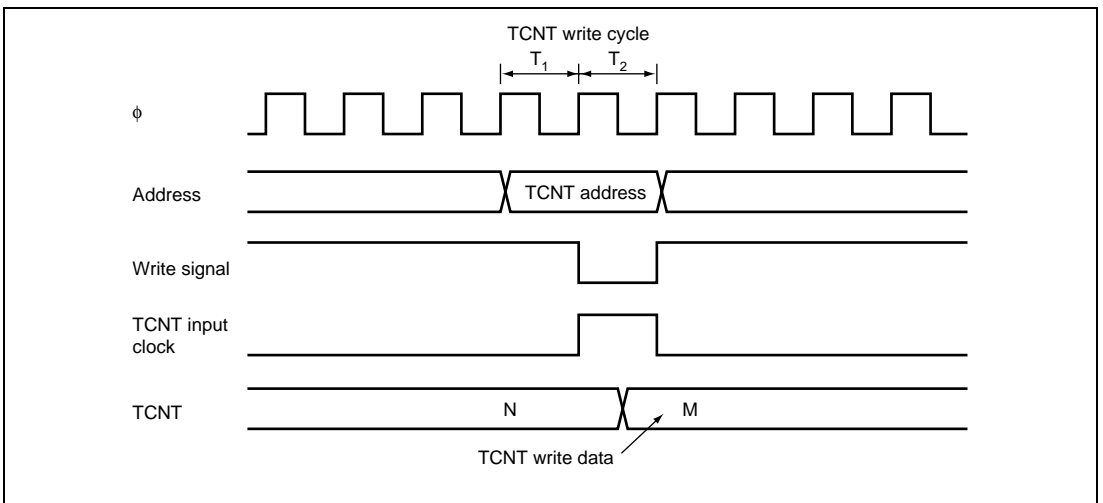 TCNT write cycle
T1 T2
ϕ
Address
TCNT address
Write signal
TCNT input
clock
TCNT
N
M
TCNT write data